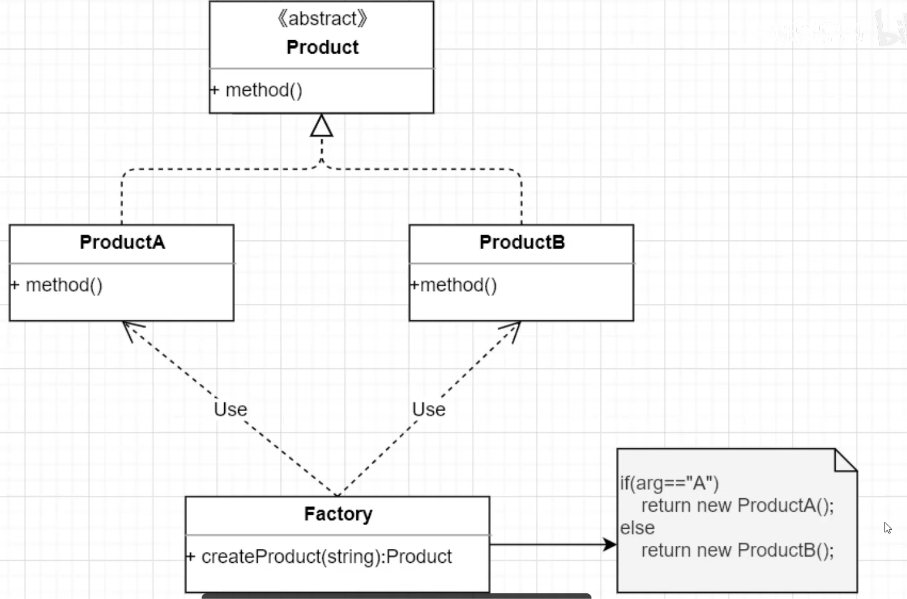 《abstract》
Product
+ method()
ProductA
+ method()
ProductB
+method()
Use
Use
Factory
+ createProduct(string):Product
if(arg=="A")
return new ProductA();
else
return new ProductB();